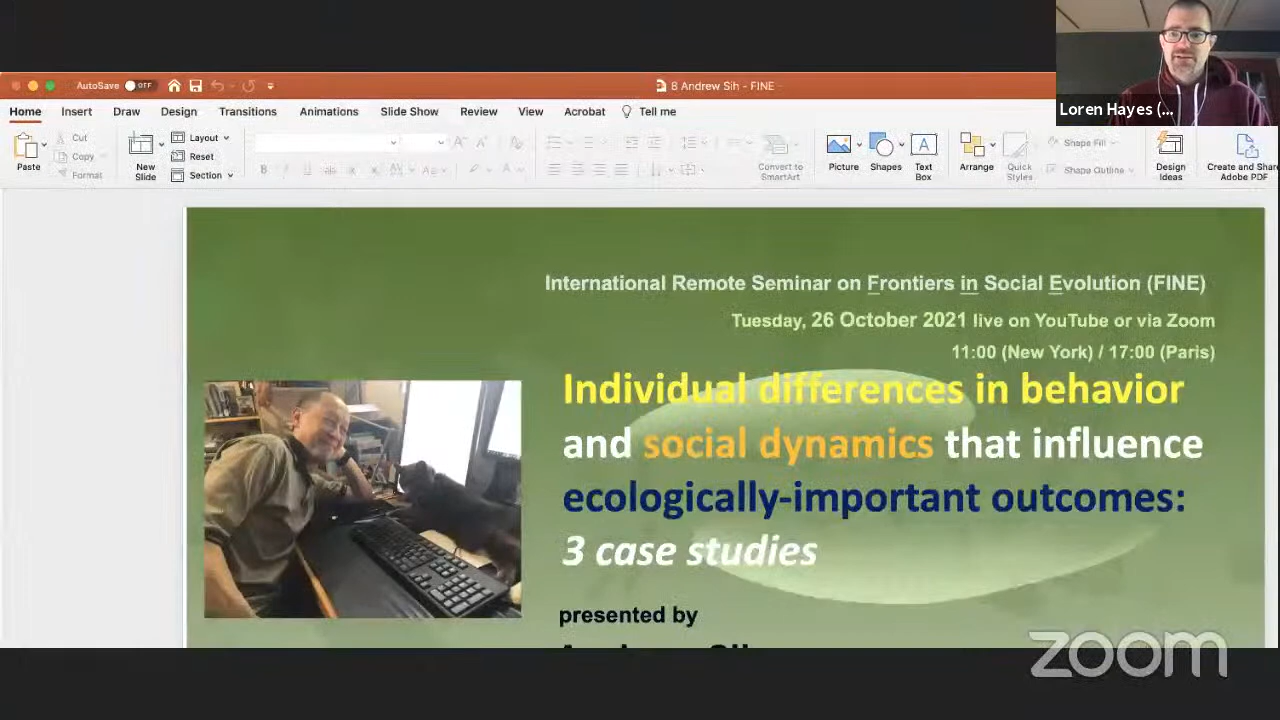 Loren Hayes (...
AutoSave OFF
8 Andrew Sih - FINE
Home Insert Draw Design Transitions Animations Slide Show Review View Acrobat Tell me
Paste
Cut
Copy
Format
New
Slide
Layout
Reset
Section
Convert to
SmartArt
Picture
Shapes
Text
Box
Arrange
Quick
Styles
Shape Fill
Shape Outline
Design
Ideas
Create and Share
Adobe PDF
International Remote Seminar on Frontiers in Social Evolution (FINE)
Tuesday, 26 October 2021 live on YouTube or via Zoom
11:00 (New York) / 17:00 (Paris)
Individual differences in behavior
and social dynamics that influence
ecologically-important outcomes:
3 case studies
presented by
zoom